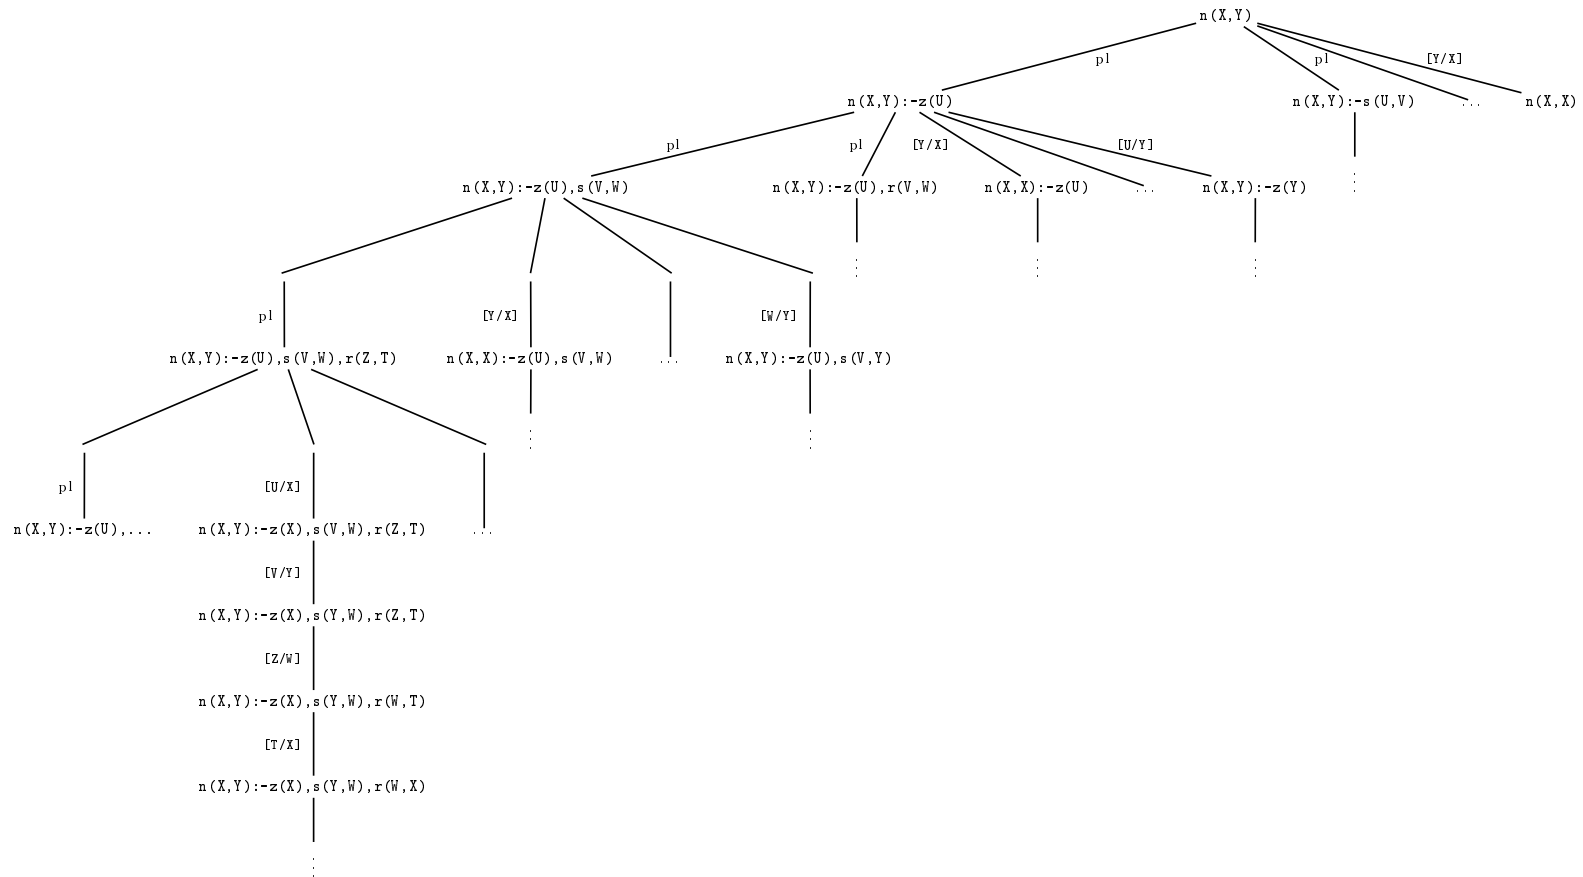 n(X,Y)
pl pl [Y/X]
n(X,Y):-z(U) n(X,Y):-s(U,V) ... n(X,X)
pl pl [Y/X] [U/Y]
n(X,Y):-z(U),s(V,W) n(X,Y):-z(U),r(V,W) n(X,X):-z(U) ... n(X,Y):-z(Y)
pl [Y/X] [W/Y]
n(X,Y):-z(U),s(V,W),r(Z,T) n(X,X):-z(U),s(V,W) ... n(X,Y):-z(U),s(V,Y)
pl [U/X]
n(X,Y):-z(U),... n(X,Y):-z(X),s(V,W),r(Z,T) ...
[V/Y]
n(X,Y):-z(X),s(Y,W),r(Z,T)
[Z/W]
n(X,Y):-z(X),s(Y,W),r(W,T)
[T/X]
n(X,Y):-z(X),s(Y,W),r(W,X)